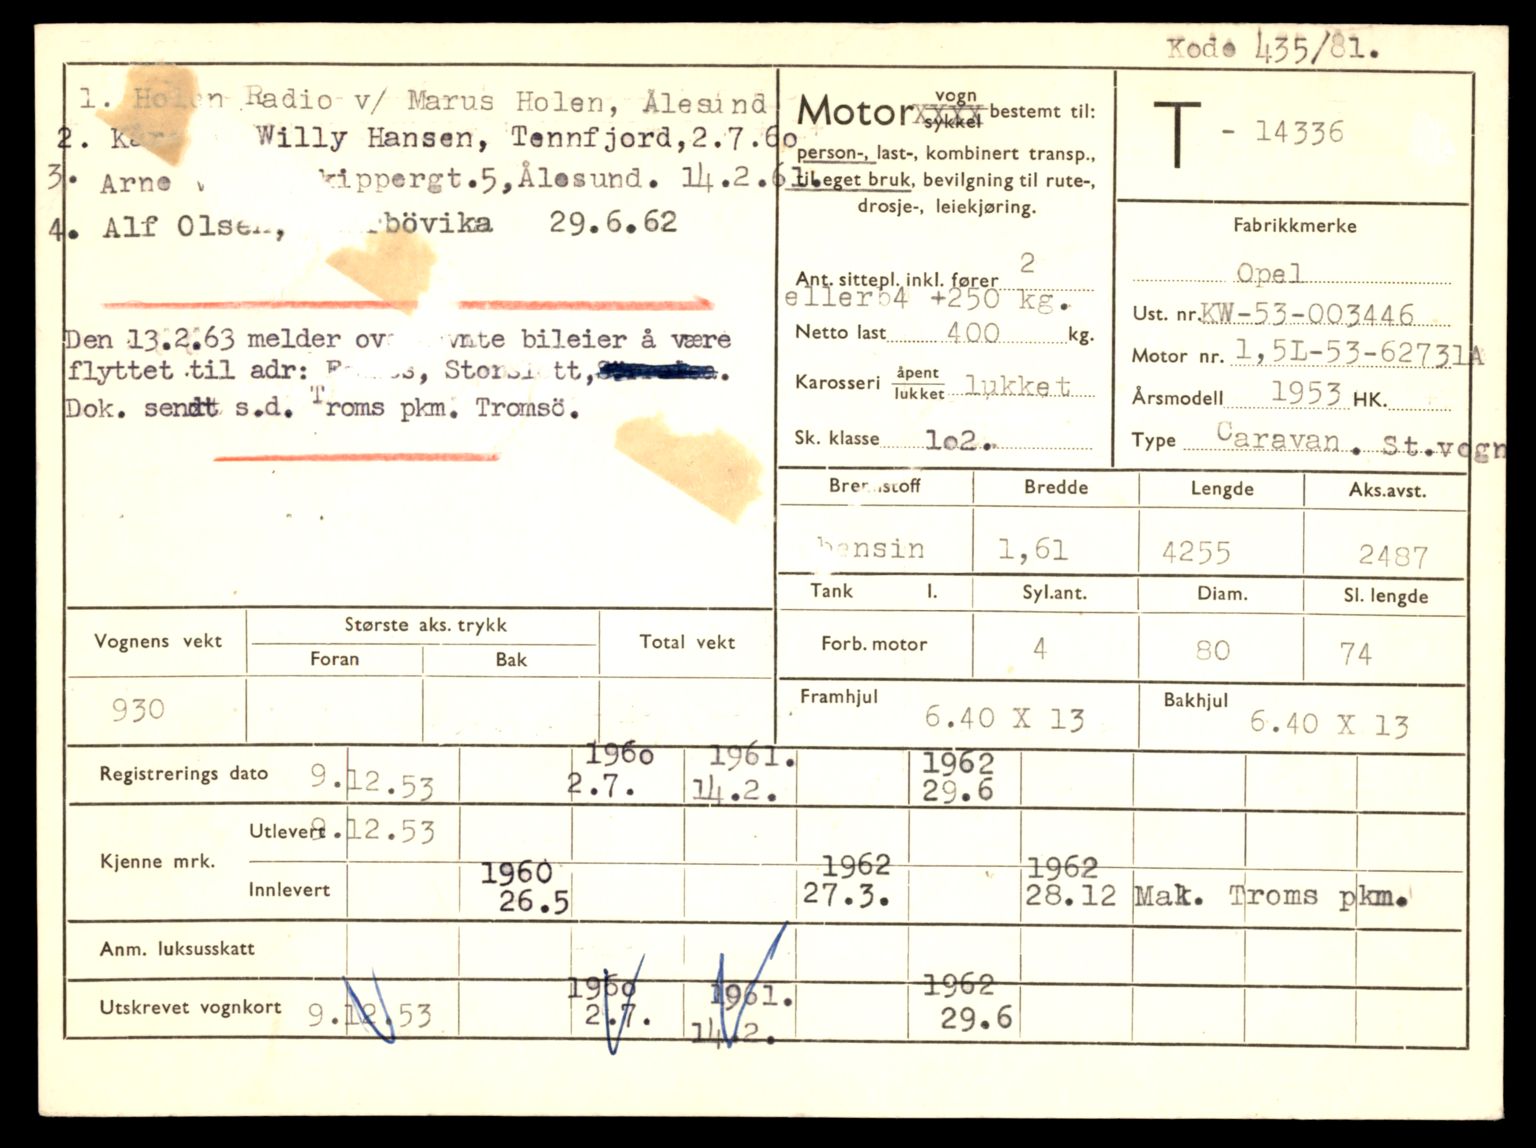 Kode 435/81.
1. Holen Radio v/ Marus Holen, Ålesund
2. Willy Hansen, Tennfjord,2.7.60
3. Arne kippergt.5,Ålesund. 14.2.61.
4. Alf Olsen, bövika 29.6.62
Den 13.2.63 melder ov vnte bileier å være
flyttet til adr: Storslett,
Dok. sendt s.d. Troms pkm. Tromsö.
Motor vogn
XXXX
sykkel bestemt til:
person-, last-, kombinert transp.,
til eget bruk, bevilgning til rute-,
drosje-, leiekjøring.
Ant. sittepl. inkl. fører 2
eller 4 +250 kg.
Netto last 400 kg.
Karosseri åpent
lukket lukket
Sk. klasse 1o2.
T - 14336
Fabrikkmerke
Opel
Ust. nr. KW-53-003446
Motor nr. 1,5L-53-62731A
Årsmodell 1953 HK.
Type Caravan. St.vogn
Brennstoff Bredde Lengde Aks.avst.
bensin 1,61 4255 2487
Tank l. Syl.ant. Diam. Sl. lengde
Forb. motor 4 80 74
Framhjul 6.40 X 13 Bakhjul 6.40 X 13
Vognens vekt Største aks. trykk Total vekt
Foran Bak
930
Registrerings dato 9.12.53 1960 2.7. 1961. 14.2. 1962 29.6
Kjenne mrk. Utlevert 9.12.53
Innlevert 1960 26.5 1962 27.3. 1962 28.12 Mak. Troms pkm.
Anm. luksusskatt
Utskrevet vognkort 9.12.53 1960 2.7. 1961. 14.2. 1962 29.6